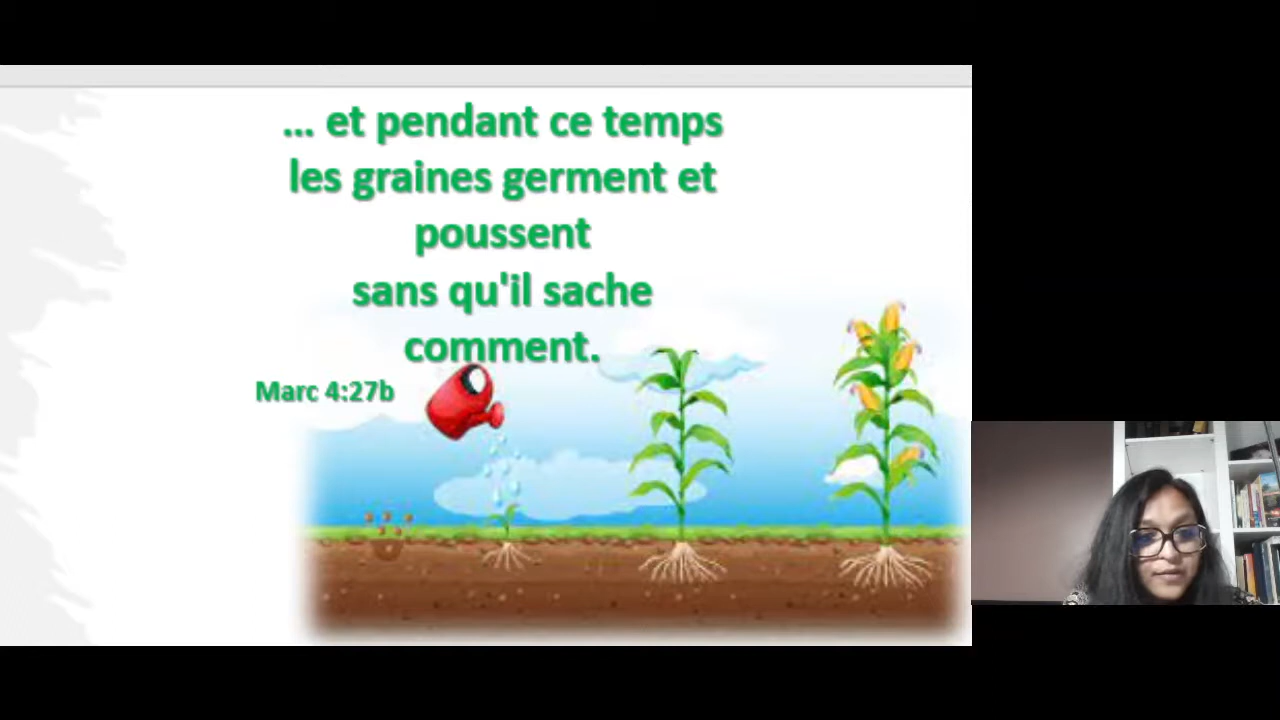 ... et pendant ce temps
les graines germent et
poussent
sans qu'il sache
comment.
Marc 4:27b